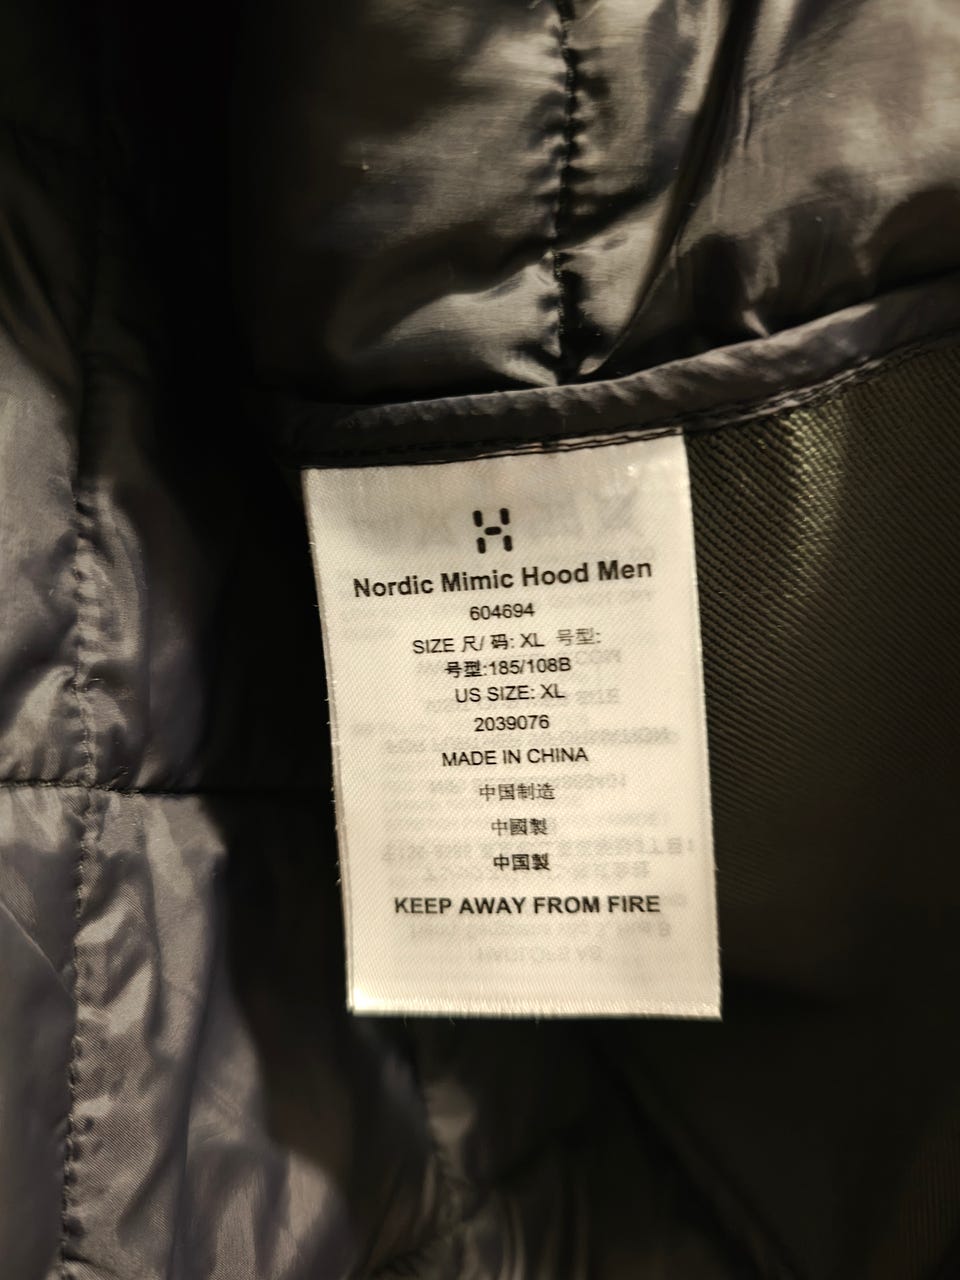 Nordic Mimic Hood Men
604694
SIZE 尺/ 码: XL 号型:
号型:185/108B
US SIZE: XL
2039076
MADE IN CHINA
中国制造
中國製
中国製
KEEP AWAY FROM FIRE